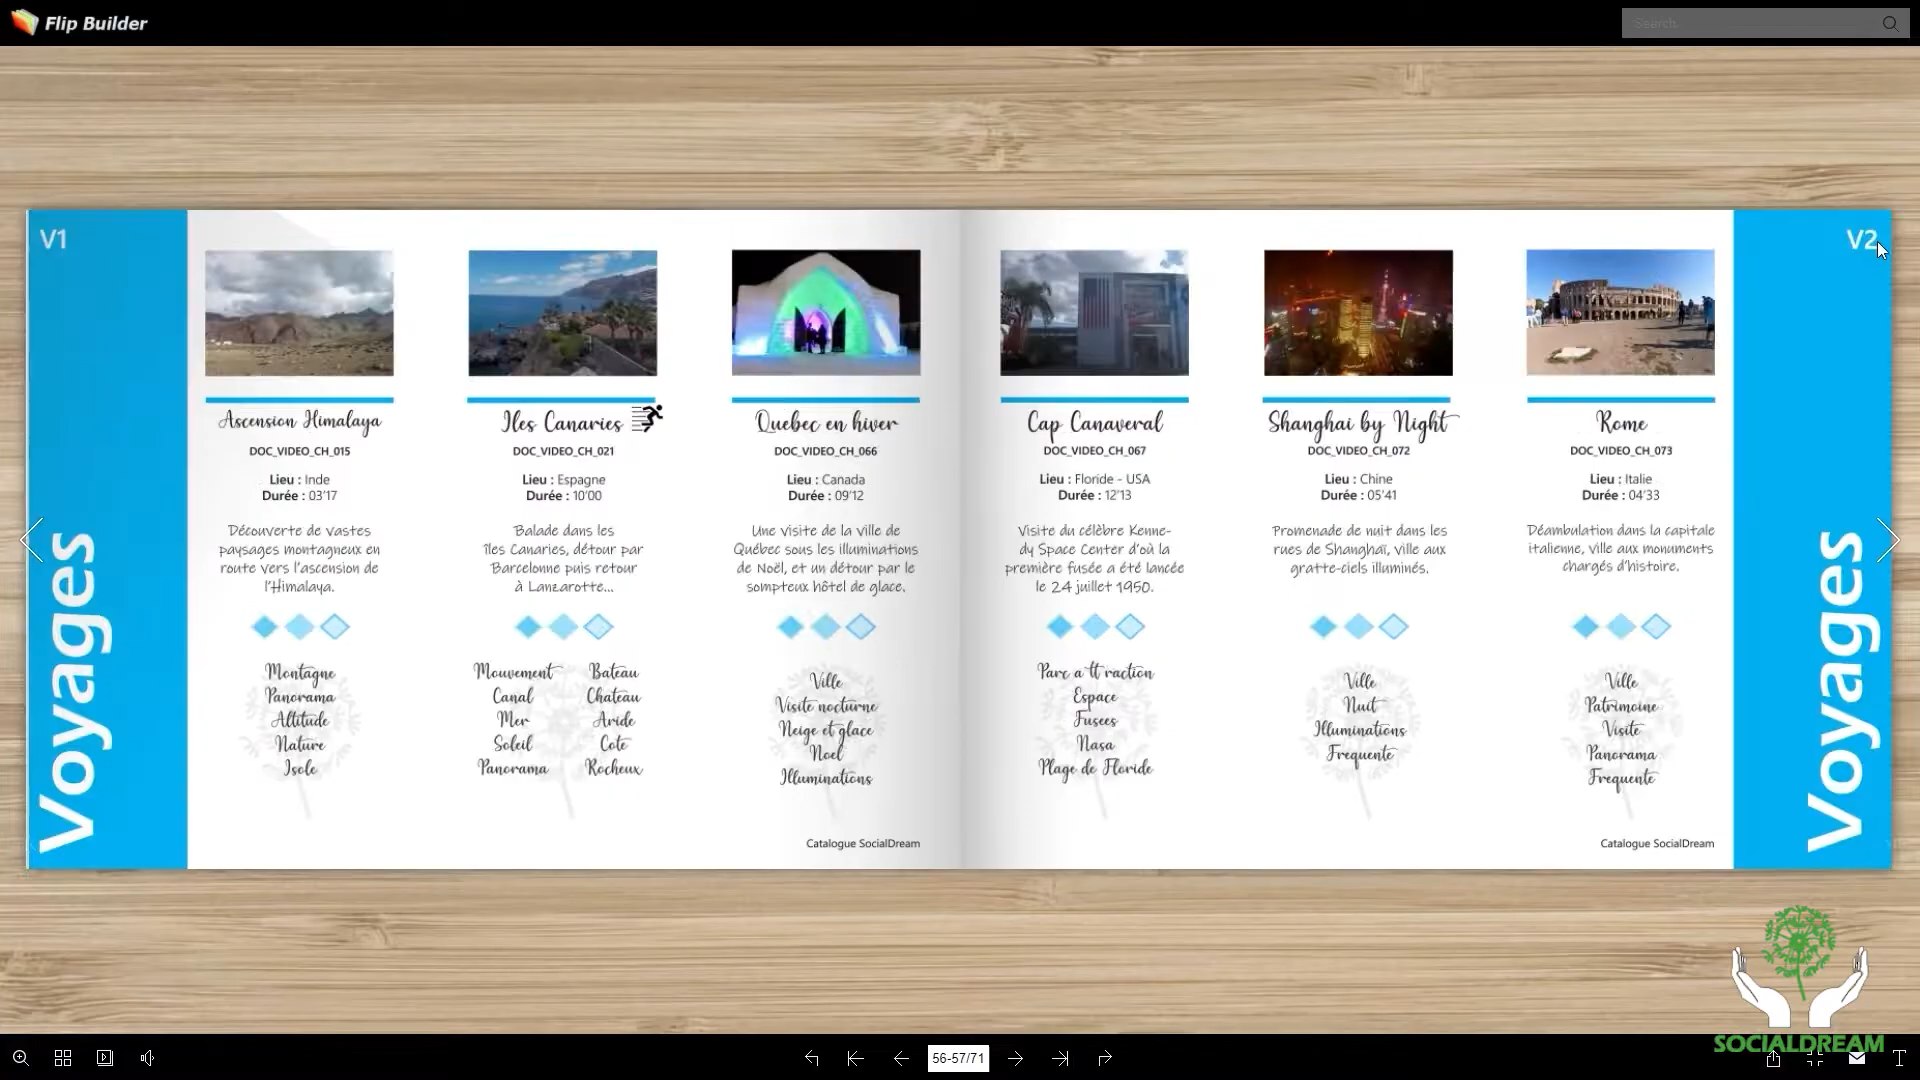 Flip Builder
Search
V1
Voyages
Ascension Himalaya
DOC_VIDEO_CH_015
Lieu : Inde
Durée : 03'17
Découverte de vastes
paysages montagneux en
route vers l'ascension de
l'Himalaya.
Montagne
Panorama
Altitude
Nature
Isole
Iles Canaries
DOC_VIDEO_CH_021
Lieu : Espagne
Durée : 10'00
Balade dans les
îles Canaries, détour par
Barcelonne puis retour
à Lanzarotte...
Mouvement
Canal
Mer
Soleil
Panorama
Bateau
Chateau
Aride
Cote
Rocheux
Quebec en hiver
DOC_VIDEO_CH_066
Lieu : Canada
Durée : 09'12
Une visite de la ville de
Québec sous les illuminations
de Noël, et un détour par le
somptreux hôtel de glace.
Ville
Visite nocturne
Neige et glace
Noel
Illuminations
Catalogue SocialDream
Cap Canaveral
DOC_VIDEO_CH_067
Lieu : Floride - USA
Durée : 12'13
Visite du célèbre Kenne-
dy Space Center d'où la
première fusée a été lancée
le 24 juillet 1950.
Parc a tt raction
Espace
Fusees
Nasa
Plage de Floride
Shanghai by Night
DOC_VIDEO_CH_072
Lieu : Chine
Durée : 05'41
Promenade de nuit dans les
rues de Shanghaï, ville aux
gratte-ciels illuminés.
Ville
Nuit
Illuminations
Frequente
Rome
DOC_VIDEO_CH_073
Lieu : Italie
Durée : 04'33
Déambulation dans la capitale
italienne, ville aux monuments
chargés d'histoire.
Ville
Patrimoine
Visite
Panorama
Frequente
Catalogue SocialDream
V2
Voyages
SOCIALDREAM
56-57/71